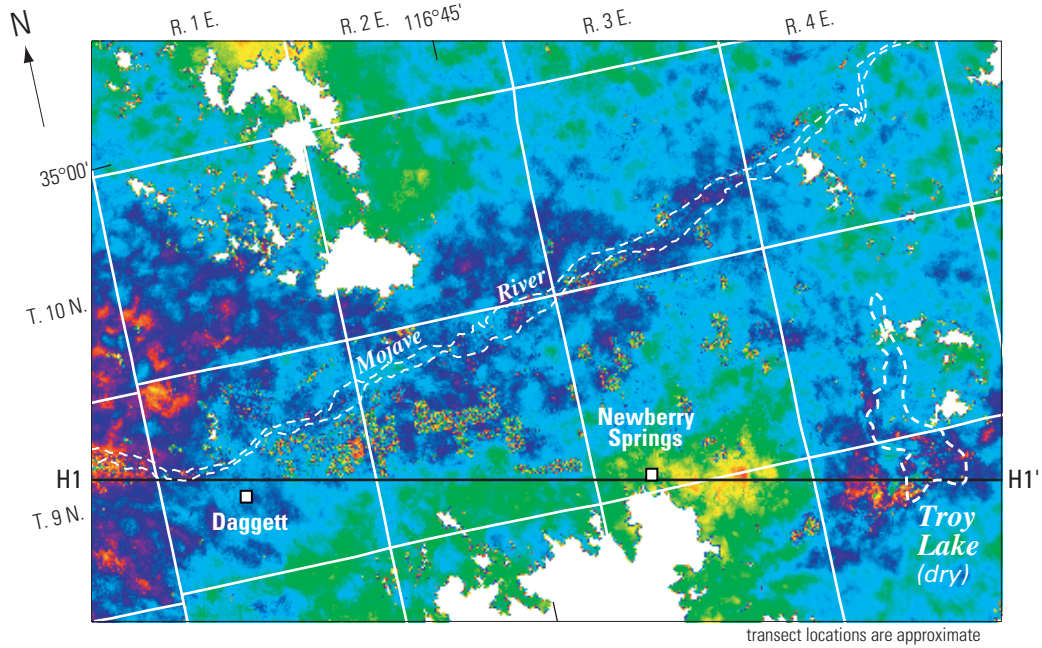 N
R. 1 E.
R. 2 E.
116°45'
R. 3 E.
R. 4 E.
35°00'
T. 10 N.
River
Mojave
Newberry
Springs
H1
H1'
T. 9 N.
Daggett
Troy
Lake
(dry)
transect locations are approximate